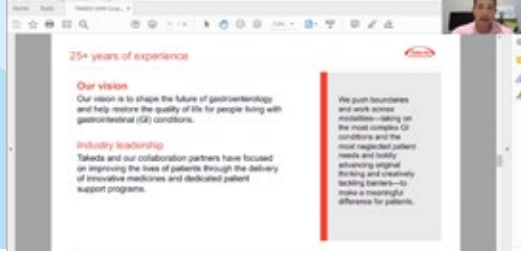 Home Tools
25+ years of experience
Our vision
Our vision is to shape the future of gastroenterology
and help restore the quality of life for people living with
gastrointestinal (GI) conditions.
Industry leadership
Takeda and our collaboration partners have focused
on improving the lives of patients through the delivery
of innovative medicines and dedicated patient
support programs.
We push boundaries
and work across
modalities—taking on
the most complex GI
conditions and the
most neglected patient
needs and boldly
advancing original
thinking and creatively
tackling barriers—to
make a meaningful
difference for patients.